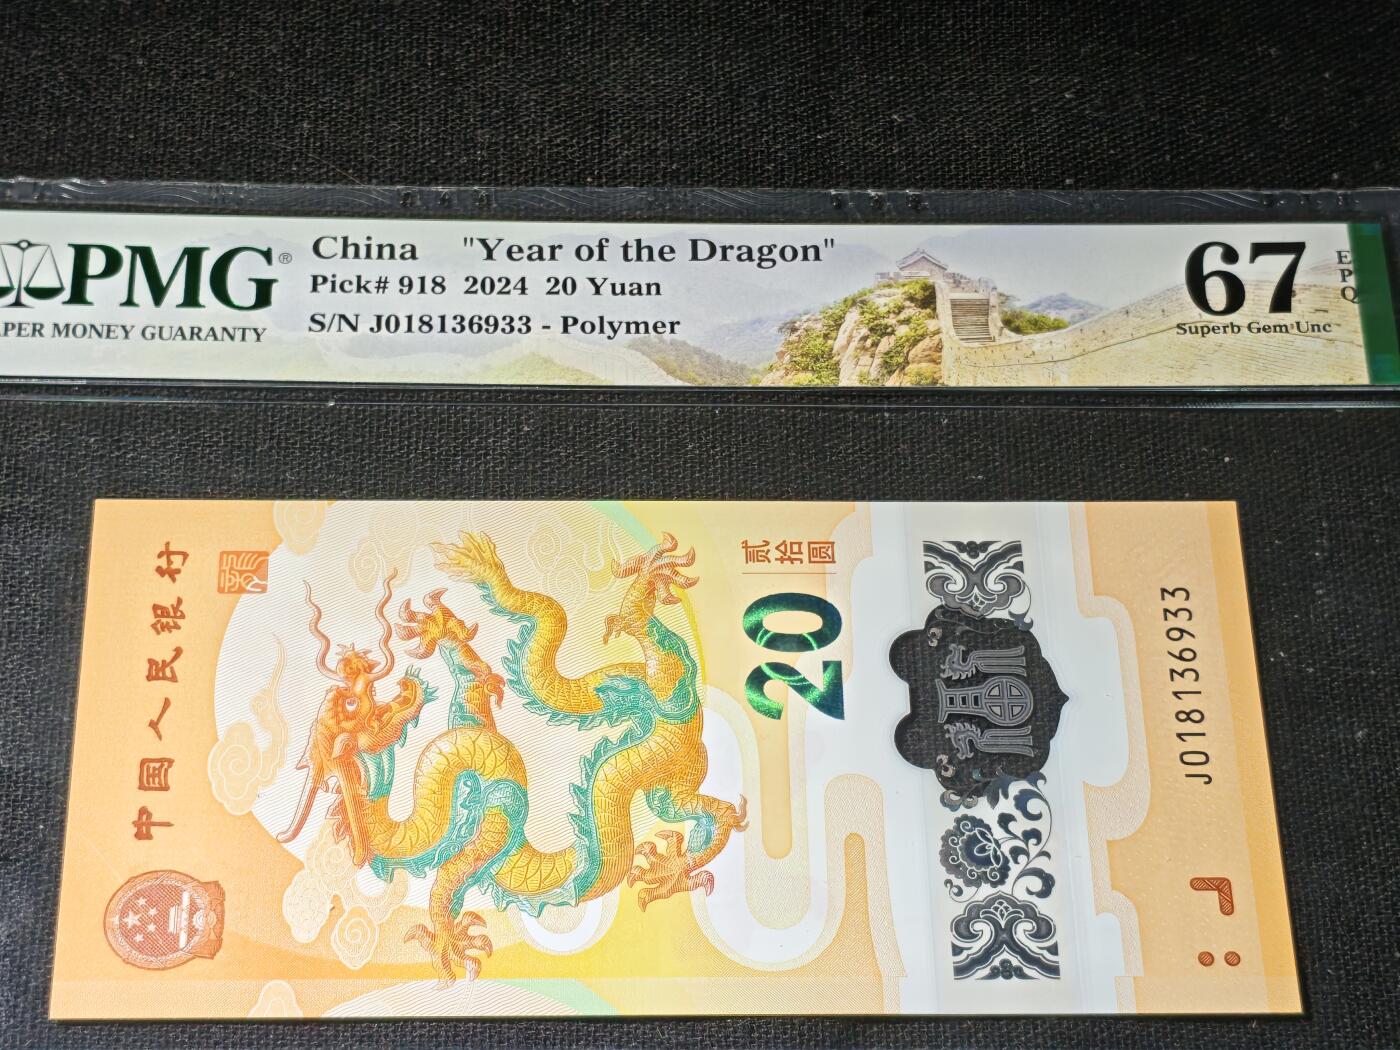 PMG®
PAPER MONEY GUARANTY
China "Year of the Dragon"
Pick# 918 2024 20 Yuan
S/N J018136933 - Polymer
67
EPQ
Superb Gem Unc
中国人民银行
贰拾圆
20
J018136933